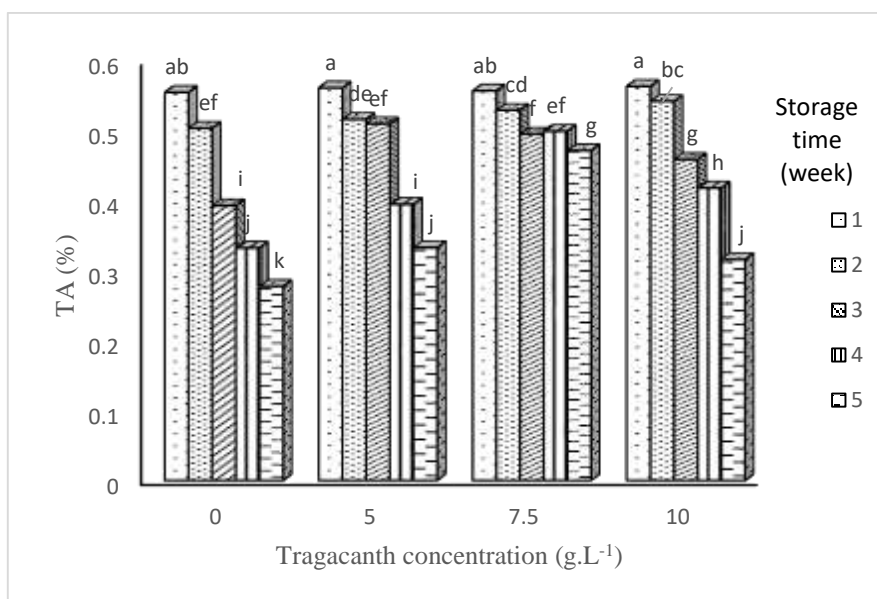 0.6
0.5
0.4
0.3
0.2
0.1
0
TA (%)
ab
ef
i
j
k
a
de
ef
i
j
ab
cd
f
ef
g
a
bc
g
h
j
0
5
7.5
10
Tragacanth concentration (g.L⁻¹)
Storage
time
(week)
1
2
3
4
5